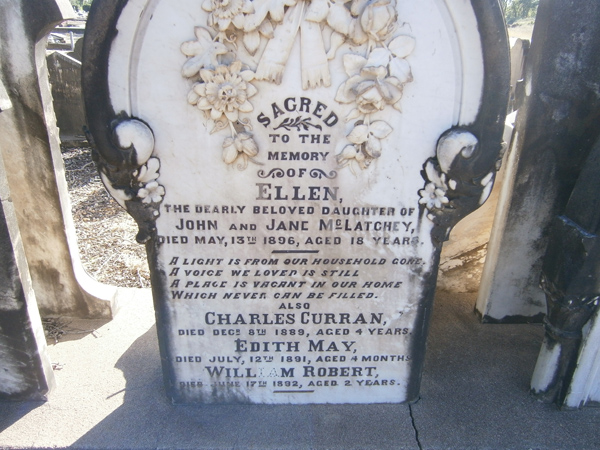 SACRED
TO THE
MEMORY
OF
ELLEN,
THE DEARLY BELOVED DAUGHTER OF
JOHN AND JANE McLATCHEY,
DIED MAY, 13TH 1896, AGED 18 YEARS.
A LIGHT IS FROM OUR HOUSEHOLD GONE.
A VOICE WE LOVED IS STILL
A PLACE IS VACANT IN OUR HOME
WHICH NEVER CAN BE FILLED.
ALSO
CHARLES CURRAN,
DIED DECR. 8TH 1889, AGED 4 YEARS.
EDITH MAY,
DIED JULY, 12TH 1891, AGED 4 MONTHS
WILLIAM ROBERT,
DIED JUNE 17TH 1892, AGED 2 YEARS.